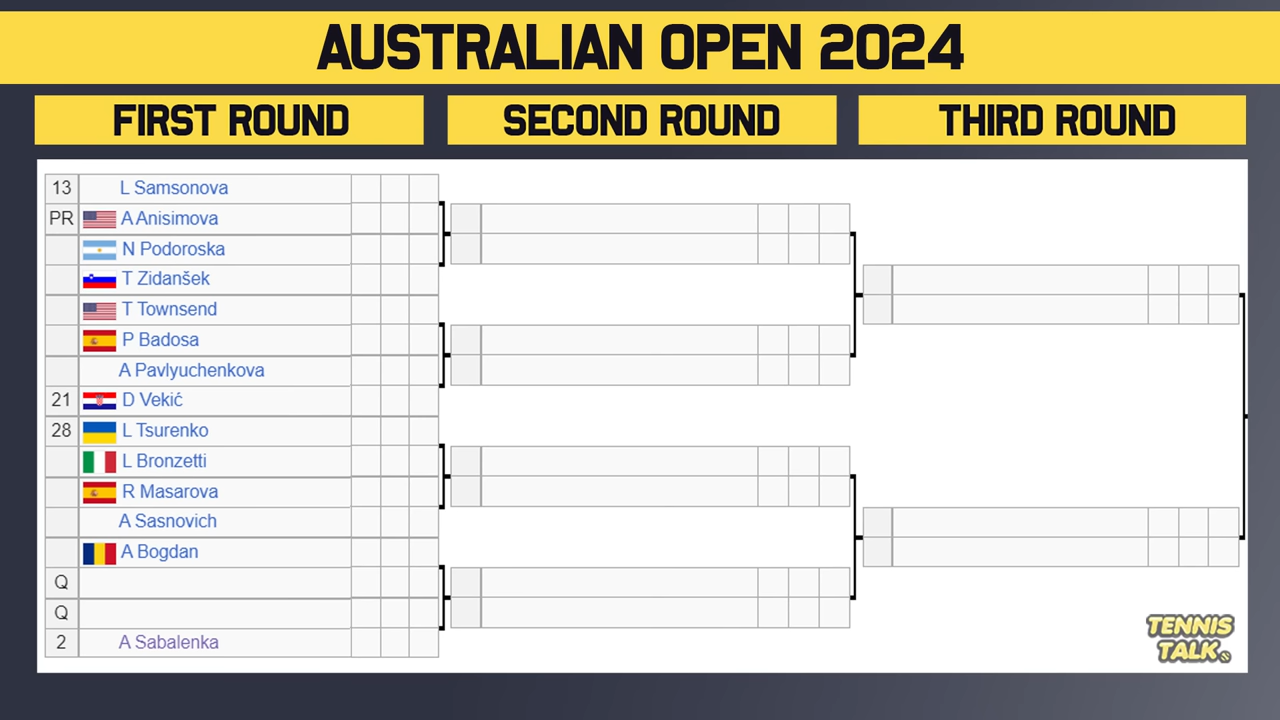 AUSTRALIAN OPEN 2024
FIRST ROUND
SECOND ROUND
THIRD ROUND
13 L Samsonova
PR A Anisimova
N Podoroska
T Zidanšek
T Townsend
P Badosa
A Pavlyuchenkova
21 D Vekić
28 L Tsurenko
L Bronzetti
R Masarova
A Sasnovich
A Bogdan
Q
Q
2 A Sabalenka
TENNIS
TALK